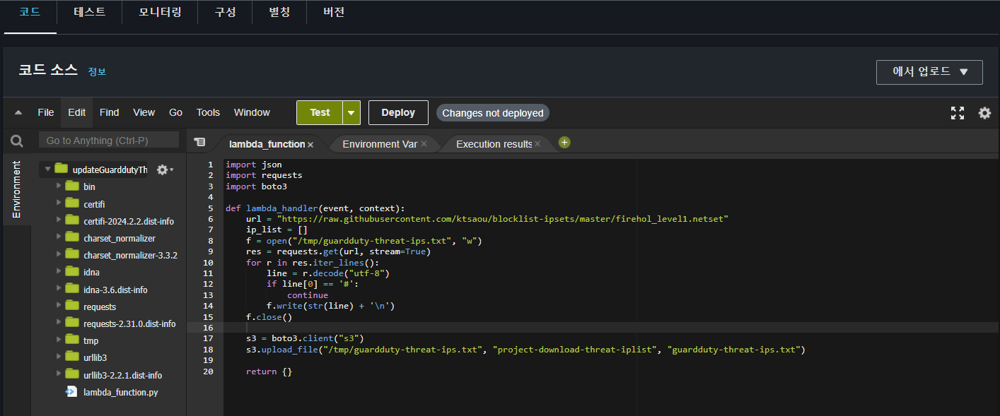 코드 테스트 모니터링 구성 별칭 버전
코드 소스 정보
에서 업로드 ▼
File Edit Find View Go Tools Window Test Deploy Changes not deployed
Go to Anything (Ctrl-P)
lambda_function × Environment Var × Execution results ×
Environment
updateGuarddutyTh
bin
certifi
certifi-2024.2.2.dist-info
charset_normalizer
charset_normalizer-3.3.2
idna
idna-3.6.dist-info
requests
requests-2.31.0.dist-info
tmp
urllib3
urllib3-2.2.1.dist-info
lambda_function.py
1 import json
2 import requests
3 import boto3
4
5 def lambda_handler(event, context):
6     url = "https://raw.githubusercontent.com/ktsaou/blocklist-ipsets/master/firehol_level1.netset"
7     ip_list = []
8     f = open("/tmp/guardduty-threat-ips.txt", "w")
9     res = requests.get(url, stream=True)
10     for r in res.iter_lines():
11         line = r.decode("utf-8")
12         if line[0] == '#':
13             continue
14         f.write(str(line) + '\n')
15     f.close()
16
17     s3 = boto3.client("s3")
18     s3.upload_file("/tmp/guardduty-threat-ips.txt", "project-download-threat-iplist", "guardduty-threat-ips.txt")
19
20     return {}